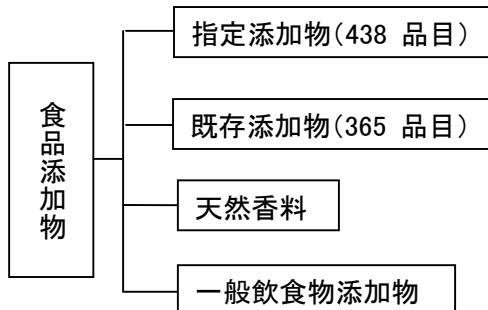 食品添加物
指定添加物(438 品目)
既存添加物(365 品目)
天然香料
一般飲食物添加物